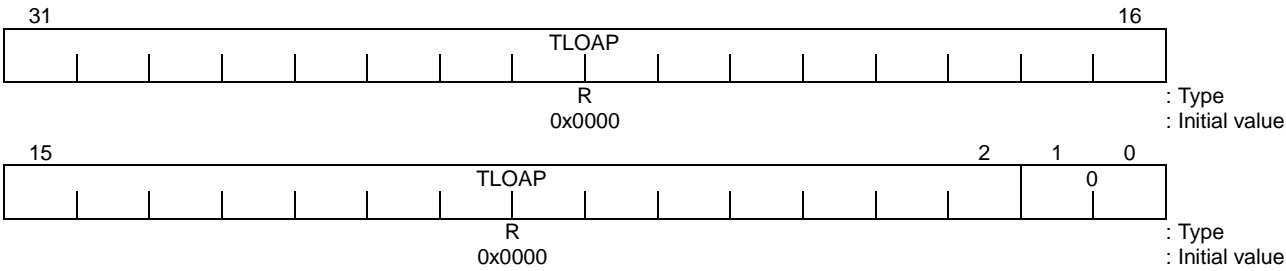 31 16
TLOAP
R : Type
0x0000 : Initial value
15 2 1 0
TLOAP 0
R : Type
0x0000 : Initial value